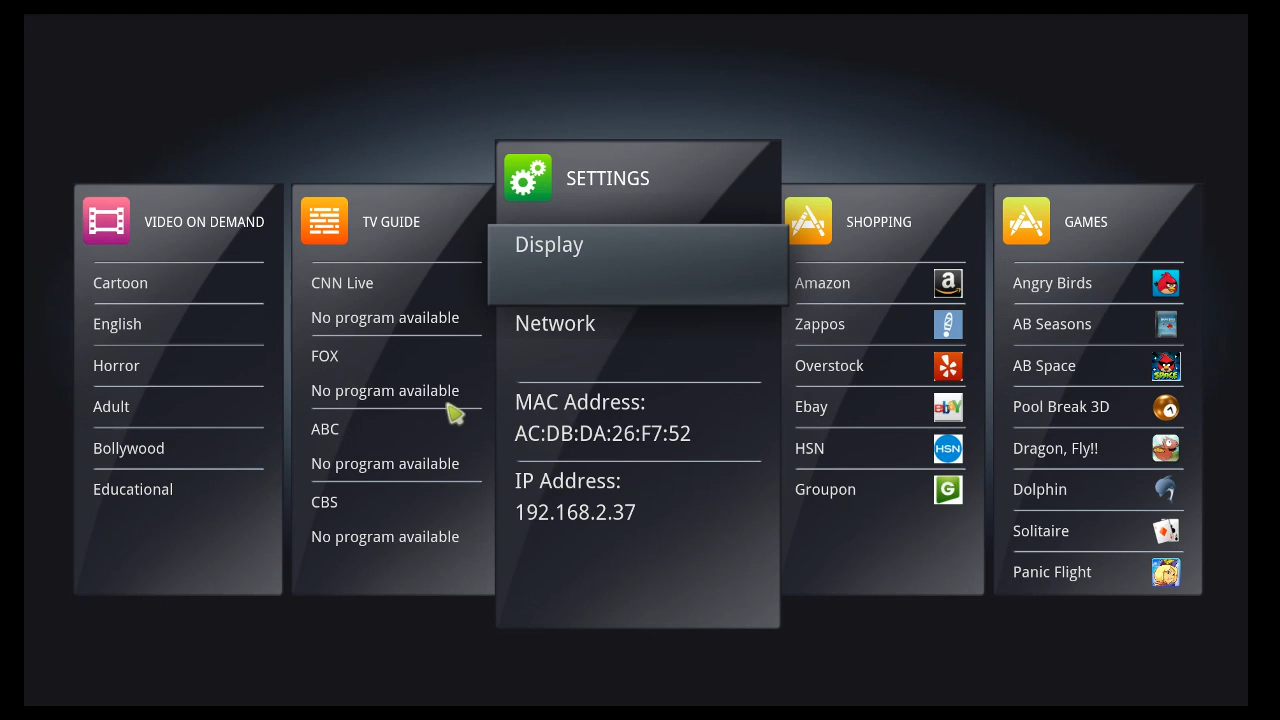 VIDEO ON DEMAND
Cartoon
English
Horror
Adult
Bollywood
Educational
TV GUIDE
CNN Live
No program available
FOX
No program available
ABC
No program available
CBS
No program available
SETTINGS
Display
Network
MAC Address:
AC:DB:DA:26:F7:52
IP Address:
192.168.2.37
SHOPPING
Amazon
a
Zappos
Overstock
Ebay
ebay
HSN
HSN
Groupon
G
GAMES
Angry Birds
AB Seasons
AB Space
SPACE
Pool Break 3D
Dragon, Fly!!
Dolphin
Solitaire
Panic Flight